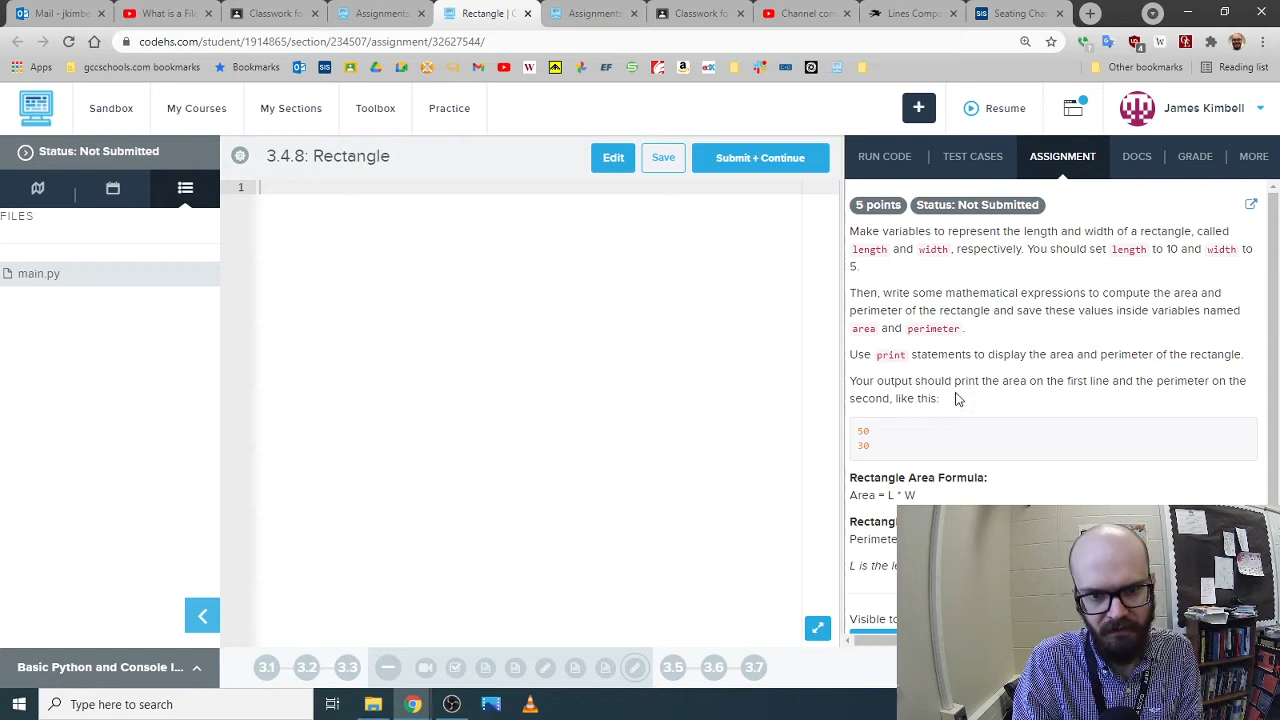 Email - jkimbe
What is a File
Classwork fo
Assignments
Rectangle | C
Assignments
Classwork fo
Channel com
Lines Compu
Seating Char
codehs.com/student/1914865/section/234507/assignment/32627544/
Apps
gccschools.com bookmarks
Bookmarks
Other bookmarks
Reading list
Sandbox
My Courses
My Sections
Toolbox
Practice
Resume
James Kimbell
Status: Not Submitted
3.4.8: Rectangle
Edit
Save
Submit + Continue
RUN CODE
TEST CASES
ASSIGNMENT
DOCS
GRADE
MORE
FILES
main.py
1
5 points
Status: Not Submitted
Make variables to represent the length and width of a rectangle, called
length and width, respectively. You should set length to 10 and width to
5.
Then, write some mathematical expressions to compute the area and
perimeter of the rectangle and save these values inside variables named
area and perimeter.
Use print statements to display the area and perimeter of the rectangle.
Your output should print the area on the first line and the perimeter on the
second, like this:
50
30
Rectangle Area Formula:
Area = L * W
Rectang
Perimete
L is the le
Visible to
Basic Python and Console I...
3.1
3.2
3.3
3.5
3.6
3.7
Type here to search